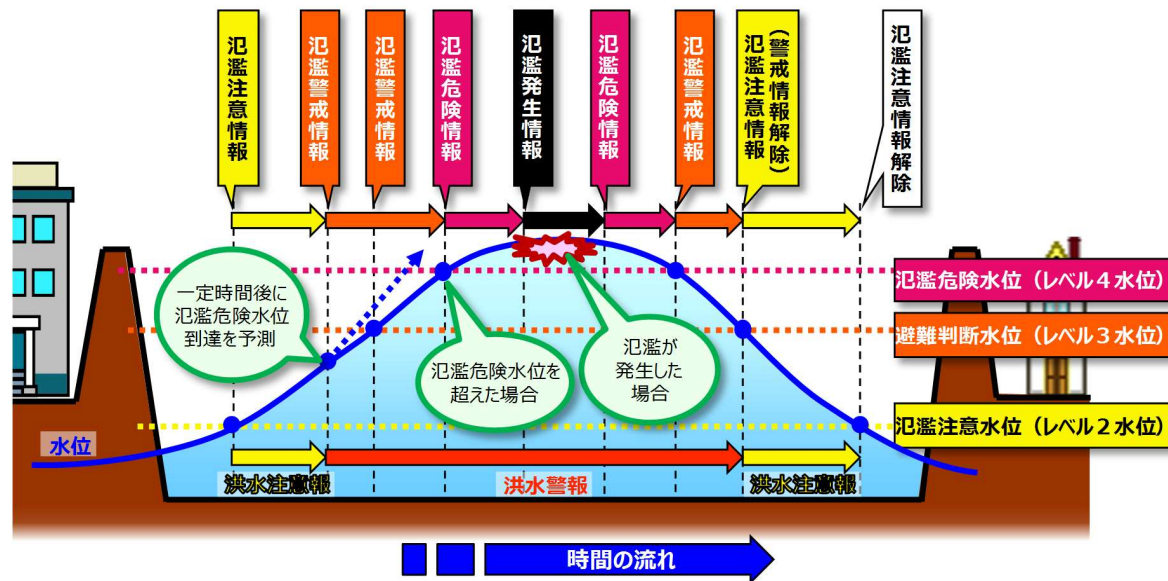 氾濫注意情報
氾濫警戒情報
氾濫警戒情報
氾濫危険情報
氾濫発生情報
氾濫危険情報
氾濫警戒情報
氾濫注意情報
(警戒情報解除)
氾濫注意情報解除
一定時間後に
氾濫危険水位
到達を予測
氾濫危険水位を
超えた場合
氾濫が
発生した
場合
氾濫危険水位(レベル4水位)
避難判断水位(レベル3水位)
氾濫注意水位(レベル2水位)
水位
洪水注意報
洪水警報
洪水注意報
時間の流れ